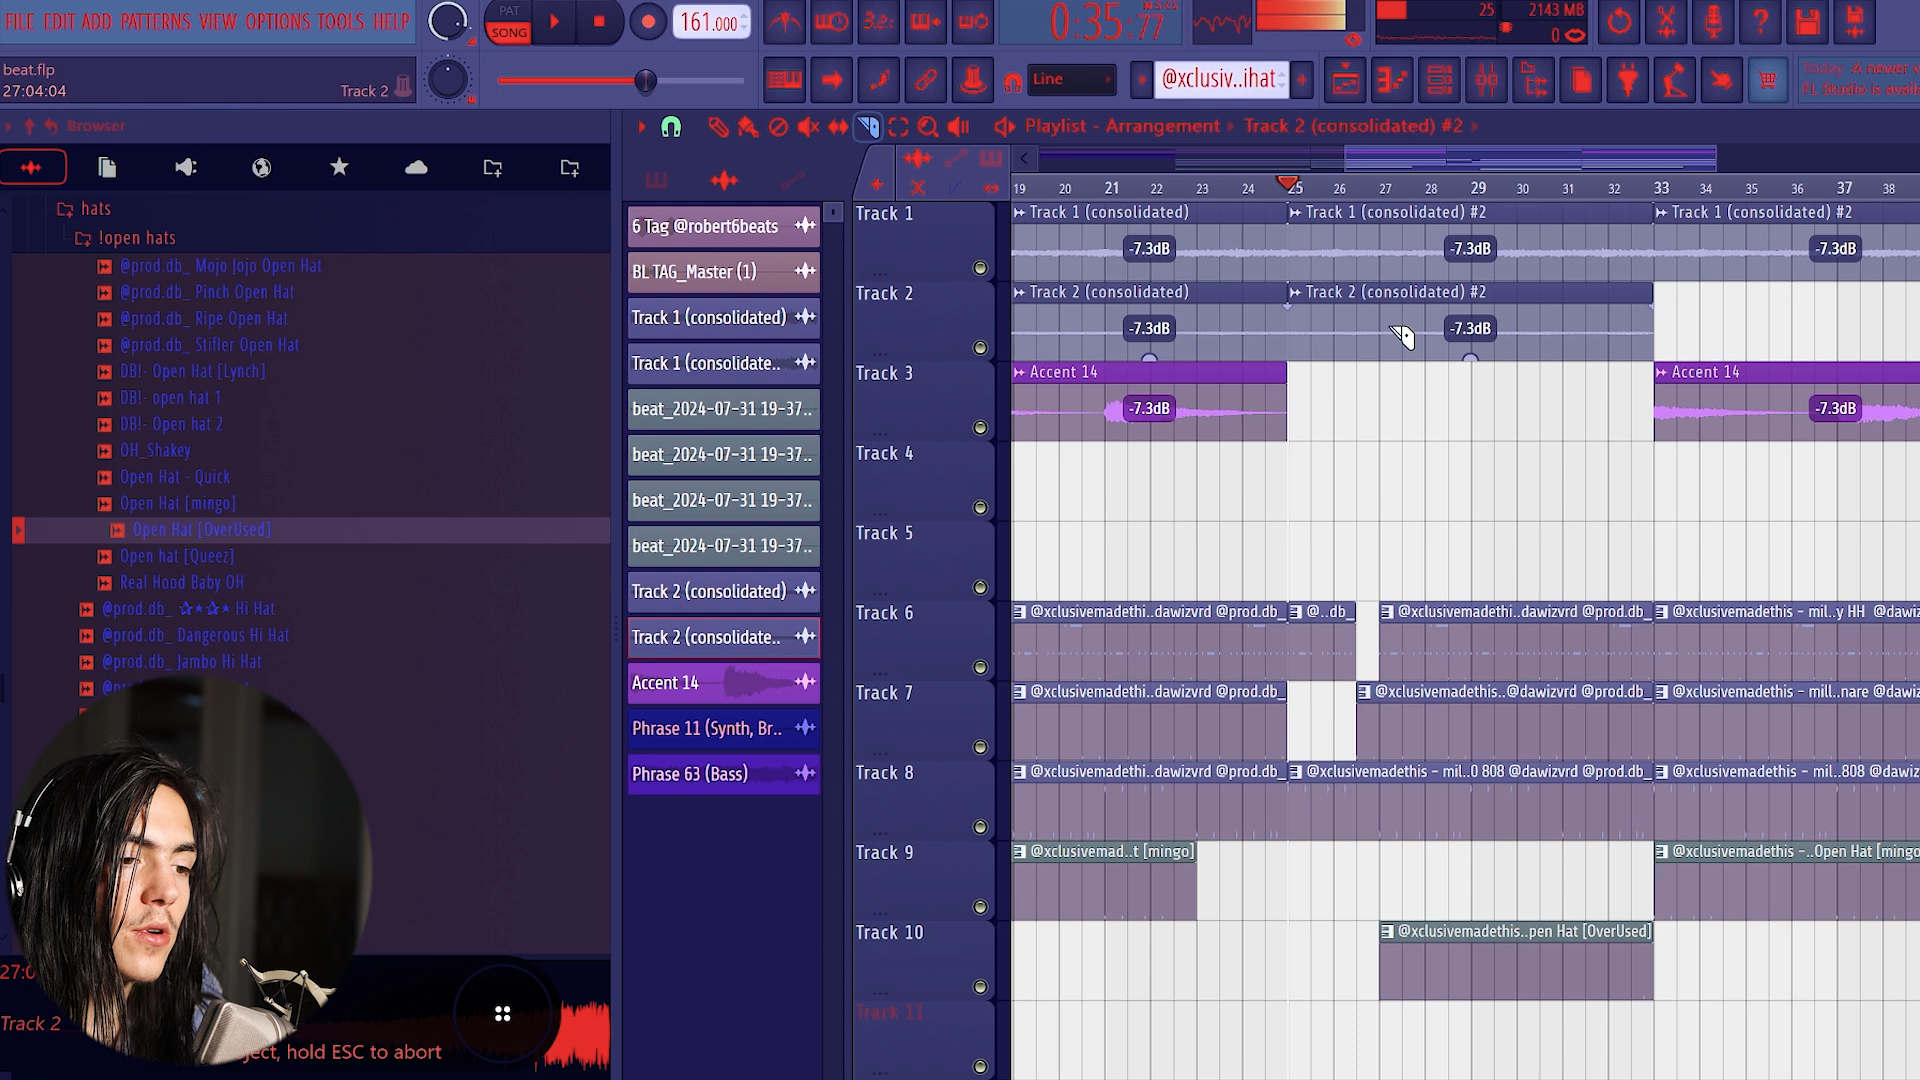 FILE EDIT ADD PATTERNS VIEW OPTIONS TOOLS HELP
PAT
SONG
161.000
3.2:
M:S:CS
0:35:77
25
2143 MB
0
beat.flp
27:04:04
Track 2
Line
@xclusiv..ihat
Today
FL Studio is avail
Browser
Playlist - Arrangement
Track 2 (consolidated) #2
hats
!open hats
@prod.db_ Mojo Jojo Open Hat
@prod.db_ Pinch Open Hat
@prod.db_ Ripe Open Hat
@prod.db_ Stifler Open Hat
DB!- Open Hat [Lynch]
DB!- open hat 1
DB!- Open hat 2
OH_Shakey
Open Hat - Quick
Open Hat [mingo]
Open Hat [OverUsed]
Open hat [Queez]
Real Hood Baby OH
@prod.db_ ✰⋆✰⋆ Hi Hat
@prod.db_ Dangerous Hi Hat
@prod.db_ Jambo Hi Hat
Track 2
ject, hold ESC to abort
6 Tag @robert6beats
BL TAG_Master (1)
Track 1 (consolidated)
Track 1 (consolidate..
beat_2024-07-31 19-37..
beat_2024-07-31 19-37..
beat_2024-07-31 19-37..
beat_2024-07-31 19-37..
Track 2 (consolidated)
Track 2 (consolidate..
Accent 14
Phrase 11 (Synth, Br..
Phrase 63 (Bass)
19 20 21 22 23 24 25 26 27 28 29 30 31 32 33 34 35 36 37 38
Track 1
Track 1 (consolidated)
Track 1 (consolidated) #2
Track 1 (consolidated) #2
-7.3dB
-7.3dB
-7.3dB
Track 2
Track 2 (consolidated)
Track 2 (consolidated) #2
-7.3dB
-7.3dB
Track 3
Accent 14
Accent 14
-7.3dB
-7.3dB
Track 4
Track 5
Track 6
@xclusivemadethi..dawizvrd @prod.db_
@..db_
@xclusivemadethi..dawizvrd @prod.db_
@xclusivemadethis - mil..y HH @dawiz
Track 7
@xclusivemadethi..dawizvrd @prod.db_
@xclusivemadethis..@dawizvrd @prod.db_
@xclusivemadethis - mill..nare @dawiz
Track 8
@xclusivemadethi..dawizvrd @prod.db_
@xclusivemadethis - mil..0 808 @dawizvrd @prod.db_
@xclusivemadethis - mil..808 @dawiz
Track 9
@xclusivemad..t [mingo]
@xclusivemadethis -..Open Hat [mingo
Track 10
@xclusivemadethis..pen Hat [OverUsed]
Track 11